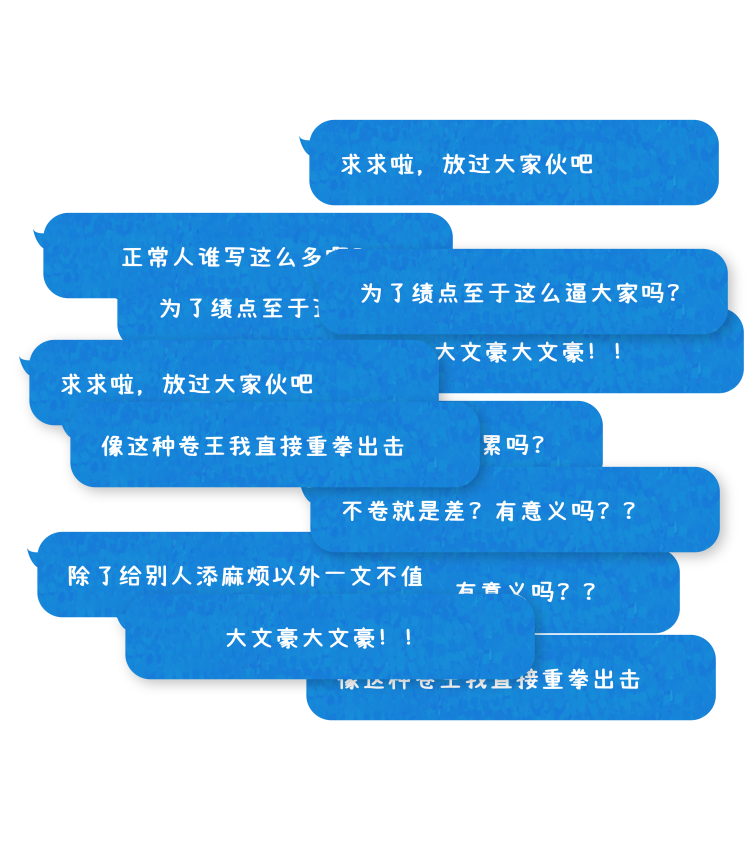 求求啦，放过大家伙吧
正常人谁写这么多
为了绩点至于这么逼大家吗？
为了绩点至于
大文豪大文豪！！
求求啦，放过大家伙吧
像这种卷王我直接重拳出击
累吗？
不卷就是差？有意义吗？？
除了给别人添麻烦以外一文不值
有意义吗？？
大文豪大文豪！！
像这种卷王我直接重拳出击